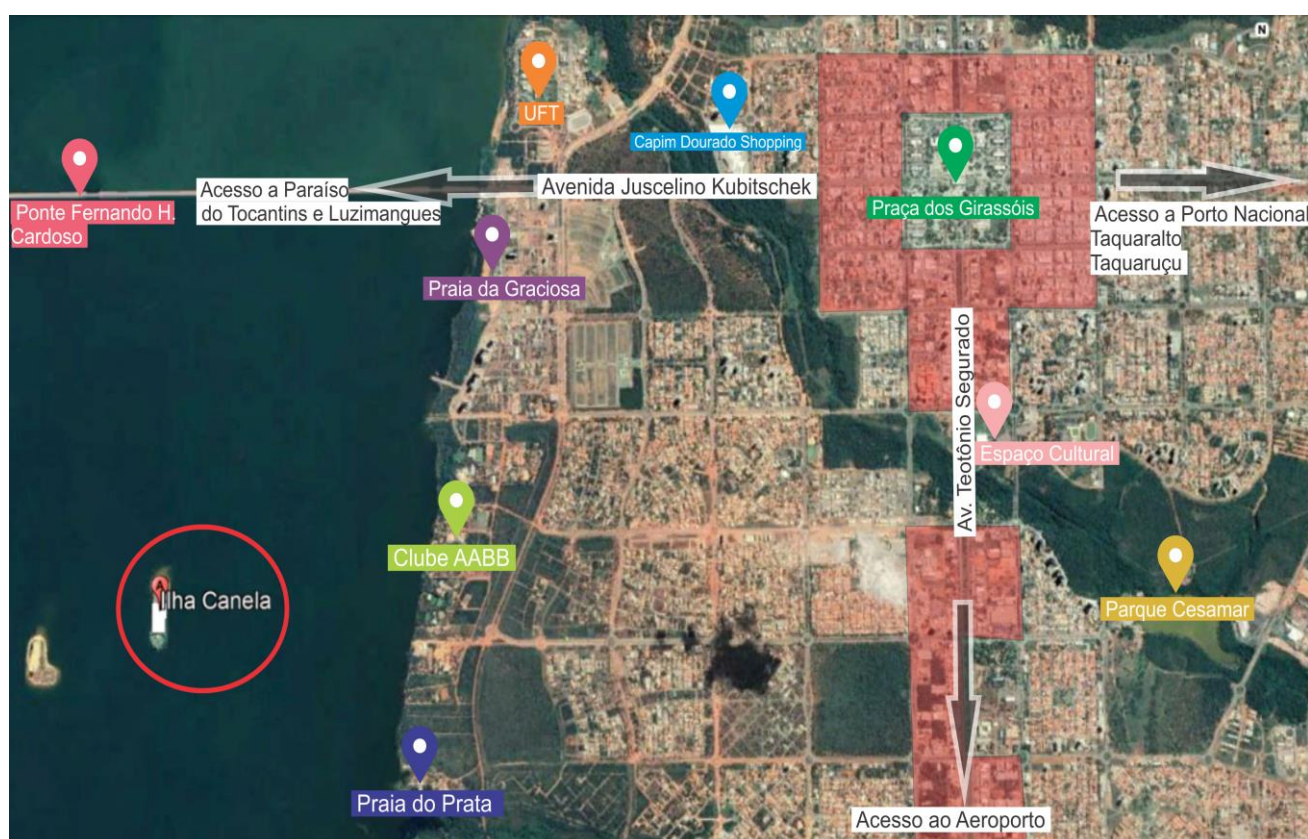 N
UFT
Capim Dourado Shopping
Acesso a Paraíso
do Tocantins e Luzimangues
Avenida Juscelino Kubitschek
Praça dos Girassóis
Ponte Fernando H.
Cardoso
Acesso a Porto Nacional
Taquaralto
Taquaruçu
Praia da Graciosa
Av. Teotônio Segurado
Espaço Cultural
Clube AABB
A
Ilha Canela
Parque Cesamar
Praia do Prata
Acesso ao Aeroporto